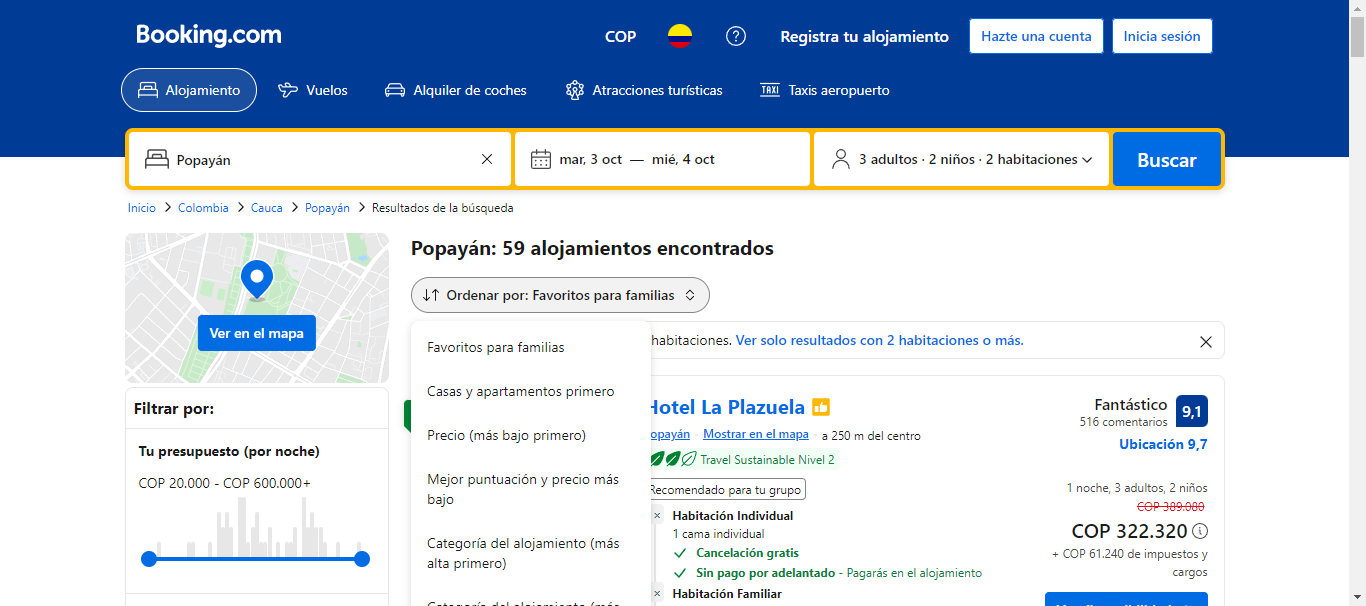 Booking.com
COP
Registra tu alojamiento
Hazte una cuenta
Inicia sesión
Alojamiento
Vuelos
Alquiler de coches
Atracciones turísticas
TAXI Taxis aeropuerto
Popayán
mar, 3 oct — mié, 4 oct
3 adultos · 2 niños · 2 habitaciones
Buscar
Inicio > Colombia > Cauca > Popayán > Resultados de la búsqueda
Ver en el mapa
Filtrar por:
Tu presupuesto (por noche)
COP 20.000 - COP 600.000+
Popayán: 59 alojamientos encontrados
Ordenar por: Favoritos para familias
Favoritos para familias
Casas y apartamentos primero
Precio (más bajo primero)
Mejor puntuación y precio más
bajo
Categoría del alojamiento (más
alta primero)
Categoría del alojamiento (más
habitaciones. Ver solo resultados con 2 habitaciones o más.
Hotel La Plazuela
opayán · Mostrar en el mapa · a 250 m del centro
Travel Sustainable Nivel 2
Recomendado para tu grupo
× Habitación Individual
1 cama individual
Cancelación gratis
Sin pago por adelantado - Pagarás en el alojamiento
× Habitación Familiar
Fantástico
516 comentarios
9,1
Ubicación 9,7
1 noche, 3 adultos, 2 niños
COP 389.080
COP 322.320
+ COP 61.240 de impuestos y
cargos